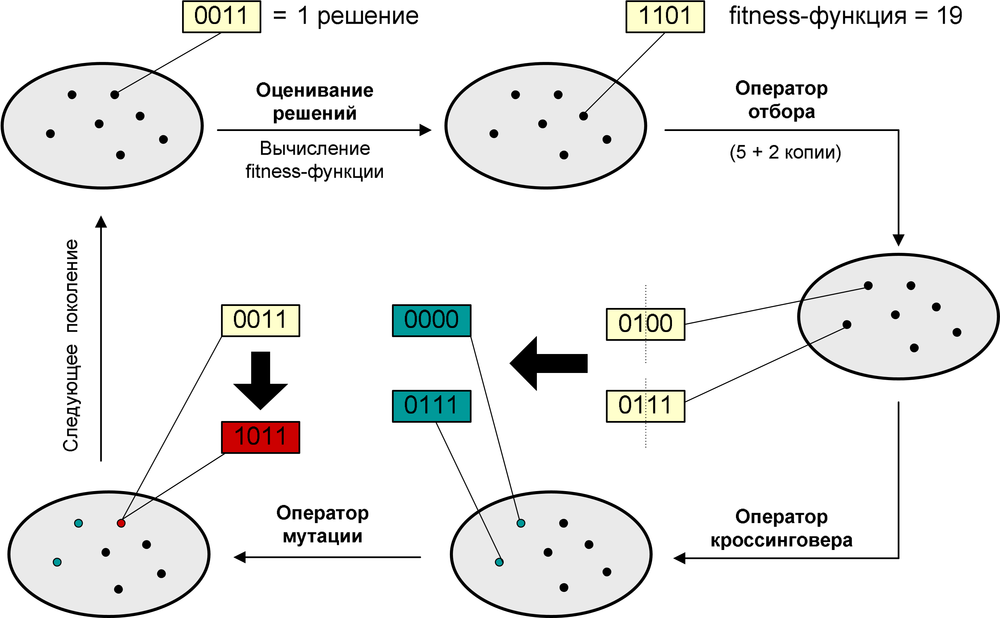 0011 = 1 решение
1101 fitness-функция = 19
Оценивание
решений
Вычисление
fitness-функции
Оператор
отбора
(5 + 2 копии)
Следующее поколение
0011
0000
0100
1011
0111
0111
Оператор
мутации
Оператор
кроссинговера